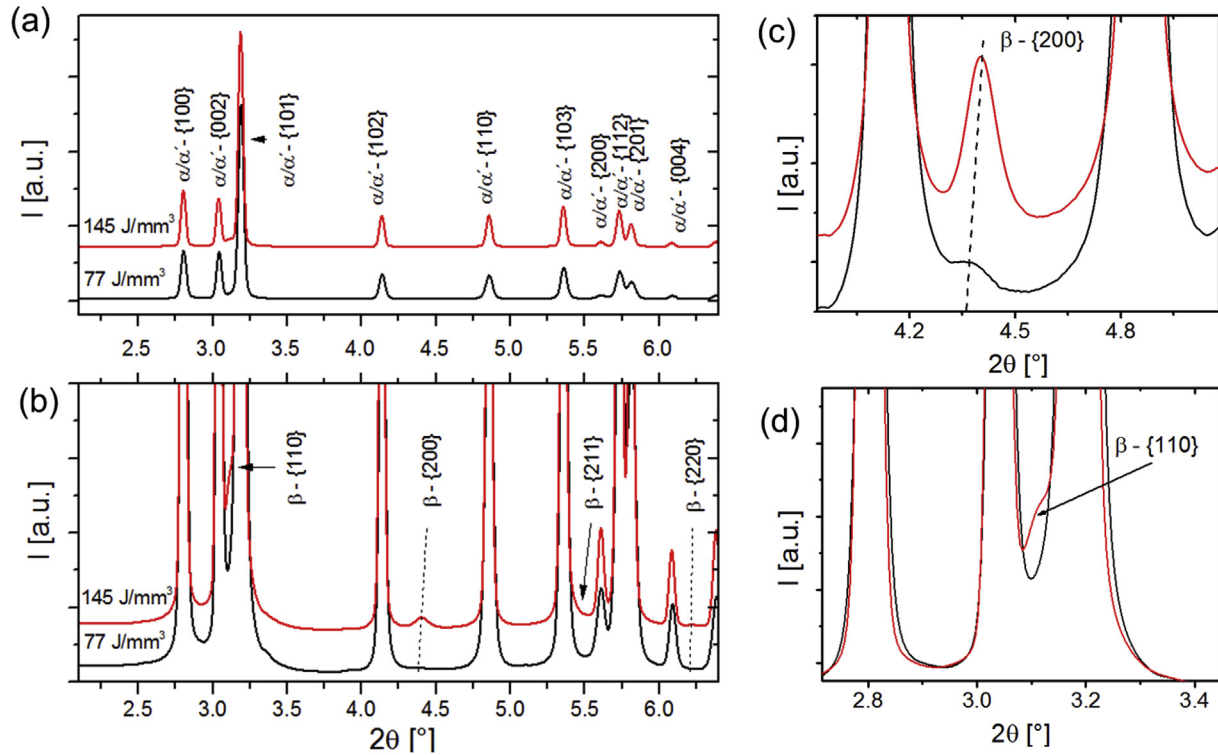 (a)
I [a.u.]
α/α′- {100}
α/α′- {002}
α/α′- {101}
α/α′- {102}
α/α′- {110}
α/α′- {103}
α/α′- {200}
α/α′- {112}
α/α′- {201}
α/α′- {004}
145 J/mm³
77 J/mm³
2.5 3.0 3.5 4.0 4.5 5.0 5.5 6.0
(b)
I [a.u.]
β - {110}
β - {200}
β - {211}
β - {220}
145 J/mm³
77 J/mm³
2.5 3.0 3.5 4.0 4.5 5.0 5.5 6.0
2θ [°]
(c)
I [a.u.]
β - {200}
4.2 4.5 4.8
2θ [°]
(d)
I [a.u.]
β - {110}
2.8 3.0 3.2 3.4
2θ [°]